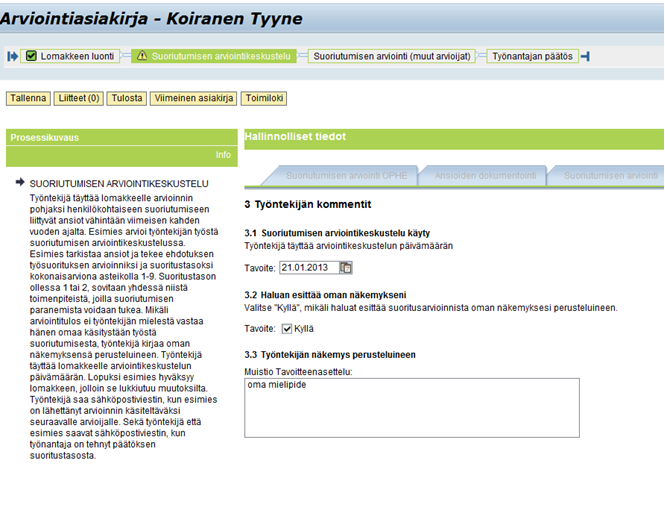 Arviointiasiakirja - Koiranen Tyyne
Lomakkeen luonti
Suoriutumisen arviointikeskustelu
Suoriutumisen arviointi (muut arvioijat)
Työnantajan päätös
Tallenna
Liitteet (0)
Tulosta
Viimeinen asiakirja
Toimiloki
Prosessikuvaus
Info
SUORIUTUMISEN ARVIOINTIKESKUSTELU
Työntekijä täyttää lomakkeelle arvioinnin
pohjaksi henkilökohtaiseen suoriutumiseen
liittyvät ansiot vähintään viimeisen kahden
vuoden ajalta. Esimies arvioi työntekijän työstä
suoriutumisen arviointikeskustelussa.
Esimies tarkistaa ansiot ja tekee ehdotuksen
työsuorituksen arvioinniksi ja suoritustasoksi
kokonaisarviona asteikolla 1-9. Suoritustason
ollessa 1 tai 2, sovitaan yhdessä niistä
toimenpiteistä, joilla suoriutumisen
paranemista voidaan tukea. Mikäli
arviointitulos ei työntekijän mielestä vastaa
hänen omaa käsitystään työstä
suoriutumisesta, työntekijä kirjaa oman
näkemyksensä perusteluineen. Työntekijä
täyttää lomakkeelle arviointikeskustelun
päivämäärän. Lopuksi esimies hyväksyy
lomakkeen, jolloin se lukkiutuu muutoksilta.
Työntekijä saa sähköpostiviestin, kun esimies
on lähettänyt arvioinnin käsiteltäväksi
seuraavalle arvioijalle. Sekä työntekijä että
esimies saavat sähköpostiviestin, kun
työnantaja on tehnyt päätöksen
suoritustasosta.
Hallinnolliset tiedot
Suoriutumisen arviointi OPHE
Ansioiden dokumentointi
Suoriutumisen arviointi
3 Työntekijän kommentit
3.1 Suoriutumisen arviointikeskustelu käyty
Työntekijä täyttää arviointikeskustelun päivämäärän
Tavoite: 21.01.2013
3.2 Haluan esittää oman näkemykseni
Valitse "Kyllä", mikäli haluat esittää suoritusarvioinnista oman näkemyksesi perusteluineen.
Tavoite: Kyllä
3.3 Työntekijän näkemys perusteluineen
Muistio Tavoitteenasettelu:
oma mielipide